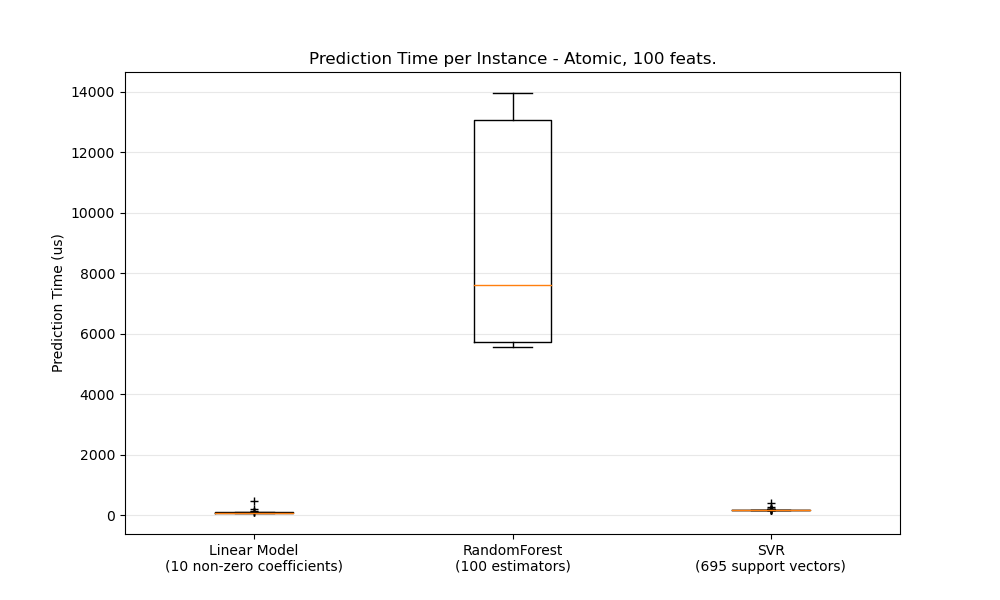 Prediction Time per Instance - Atomic, 100 feats.
Prediction Time (us)
14000
12000
10000
8000
6000
4000
2000
0
Linear Model
(10 non-zero coefficients)
RandomForest
(100 estimators)
SVR
(695 support vectors)